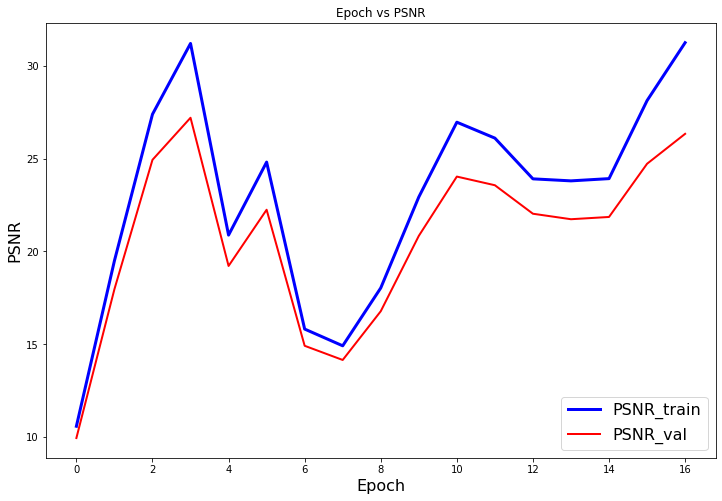 Epoch vs PSNR
30
25
20
15
10
PSNR
0 2 4 6 8 10 12 14 16
Epoch
PSNR_train
PSNR_val